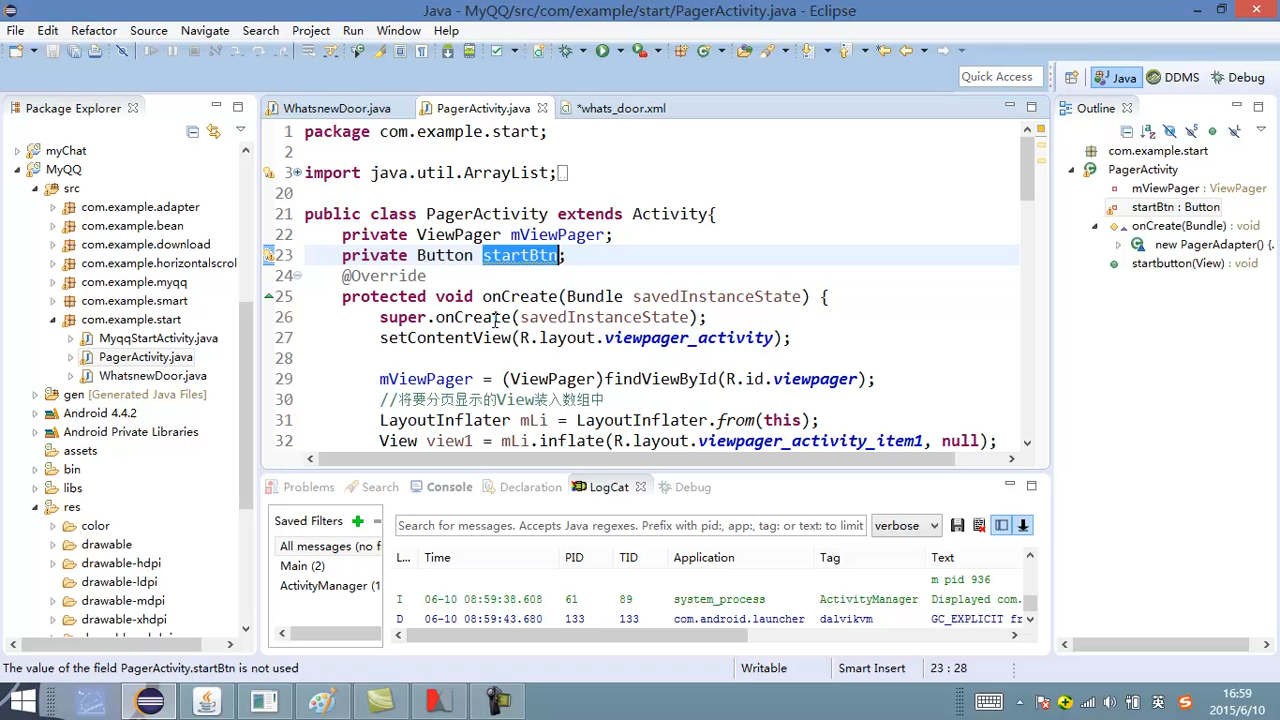 Java - MyQQ/src/com/example/start/PagerActivity.java - Eclipse
File Edit Refactor Source Navigate Search Project Run Window Help
Quick Access
Java DDMS Debug
Package Explorer
WhatsnewDoor.java PagerActivity.java *whats_door.xml
Outline
myChat
MyQQ
src
com.example.adapter
com.example.bean
com.example.download
com.example.horizontalscrol
com.example.myqq
com.example.smart
com.example.start
MyqqStartActivity.java
PagerActivity.java
WhatsnewDoor.java
gen [Generated Java Files]
Android 4.4.2
Android Private Libraries
assets
bin
libs
res
color
drawable
drawable-hdpi
drawable-ldpi
drawable-mdpi
drawable-xhdpi
1 package com.example.start;
2
3 import java.util.ArrayList;
20
21 public class PagerActivity extends Activity{
22 private ViewPager mViewPager;
23 private Button startBtn;
24 @Override
25 protected void onCreate(Bundle savedInstanceState) {
26 super.onCreate(savedInstanceState);
27 setContentView(R.layout.viewpager_activity);
28
29 mViewPager = (ViewPager)findViewById(R.id.viewpager);
30 //将要分页显示的View装入数组中
31 LayoutInflater mLi = LayoutInflater.from(this);
32 View view1 = mLi.inflate(R.layout.viewpager_activity_item1, null);
com.example.start
PagerActivity
mViewPager : ViewPager
startBtn : Button
onCreate(Bundle) : void
new PagerAdapter() {
startbutton(View) : void
Problems Search Console Declaration LogCat Debug
Saved Filters
All messages (no f
Main (2)
ActivityManager (1
Search for messages. Accepts Java regexes. Prefix with pid:, app:, tag: or text: to limit
verbose
L... Time PID TID Application Tag Text
m pid 936
I 06-10 08:59:38.608 61 89 system_process ActivityManager Displayed com.
D 06-10 08:59:43.680 133 133 com.android.launcher dalvikvm GC_EXPLICIT fr
The value of the field PagerActivity.startBtn is not used
Writable
Smart Insert
23 : 28
英
16:59
2015/6/10